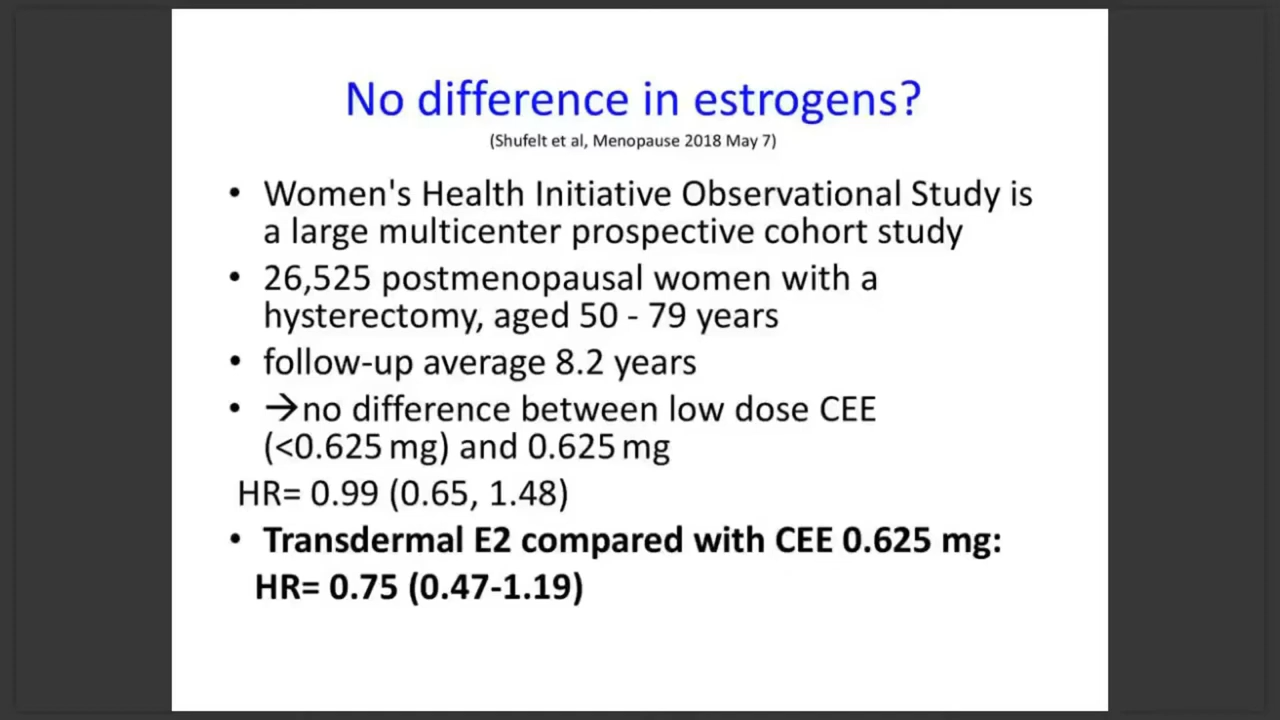 No difference in estrogens?
(Shufelt et al, Menopause 2018 May 7)
• Women's Health Initiative Observational Study is
a large multicenter prospective cohort study
• 26,525 postmenopausal women with a
hysterectomy, aged 50 - 79 years
• follow-up average 8.2 years
• →no difference between low dose CEE
(<0.625 mg) and 0.625 mg
HR= 0.99 (0.65, 1.48)
• Transdermal E2 compared with CEE 0.625 mg:
HR= 0.75 (0.47-1.19)